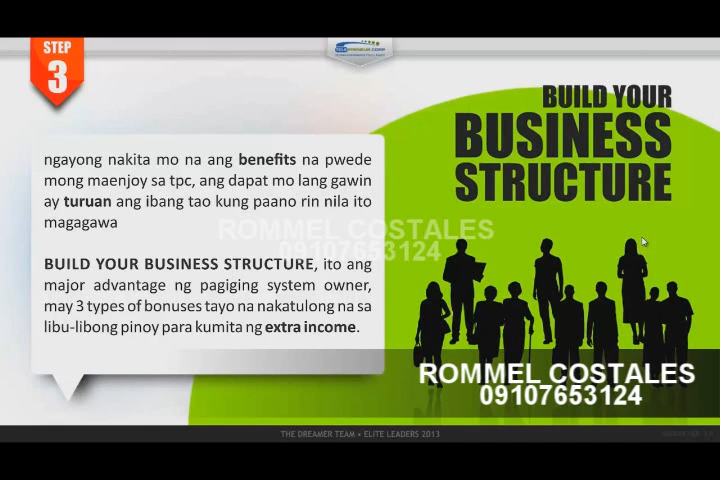 STEP
3
BUILD YOUR
BUSINESS
STRUCTURE
ngayong nakita mo na ang benefits na pwede
mong maenjoy sa tpc, ang dapat mo lang gawin
ay turuan ang ibang tao kung paano rin nila ito
magagawa
ROMMEL COSTALES
09107653124
BUILD YOUR BUSINESS STRUCTURE, ito ang
major advantage ng pagiging system owner,
may 3 types of bonuses tayo na nakatulong na sa
libu-libong pinoy para kumita ng extra income.
ROMMEL COSTALES
09107653124
THE DREAMER TEAM • ELITE LEADERS 2013